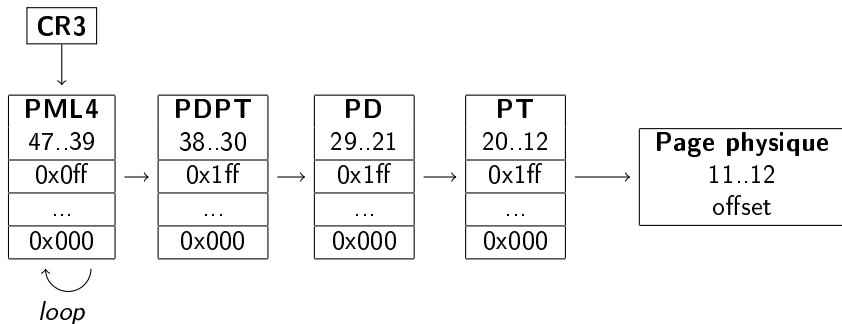 CR3
PML4
47..39
0x0ff
...
0x000
loop
PDPT
38..30
0x1ff
...
0x000
PD
29..21
0x1ff
...
0x000
PT
20..12
0x1ff
...
0x000
Page physique
11..12
offset